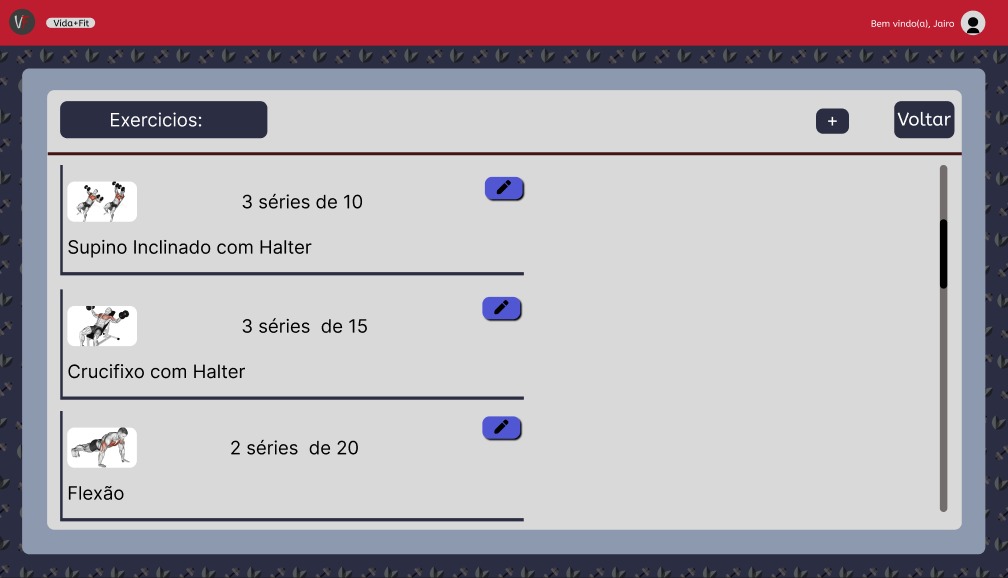 V
Vida+Fit
Bem vindo(a), Jairo
Exercicios:
+
Voltar
3 séries de 10
Supino Inclinado com Halter
3 séries de 15
Crucifixo com Halter
2 séries de 20
Flexão